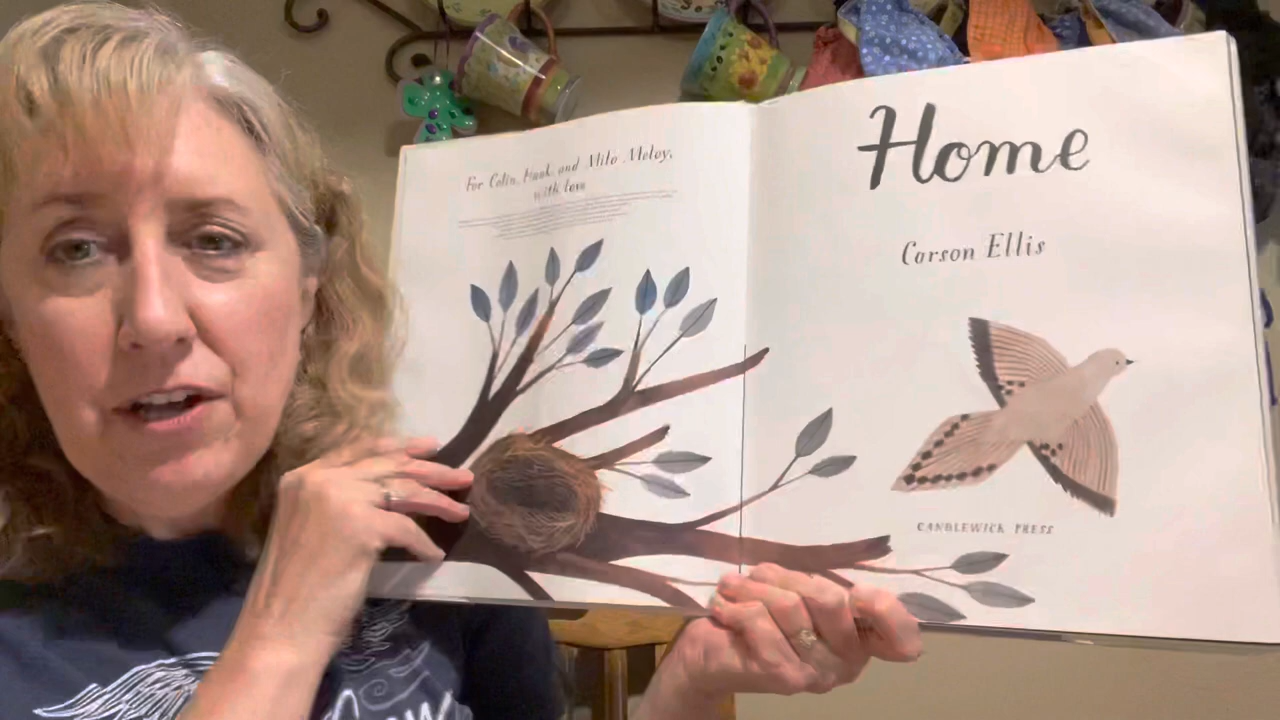 For Colin, Hank, and Milo Meloy,
with love
Home
Carson Ellis
CANDLEWICK PRESS